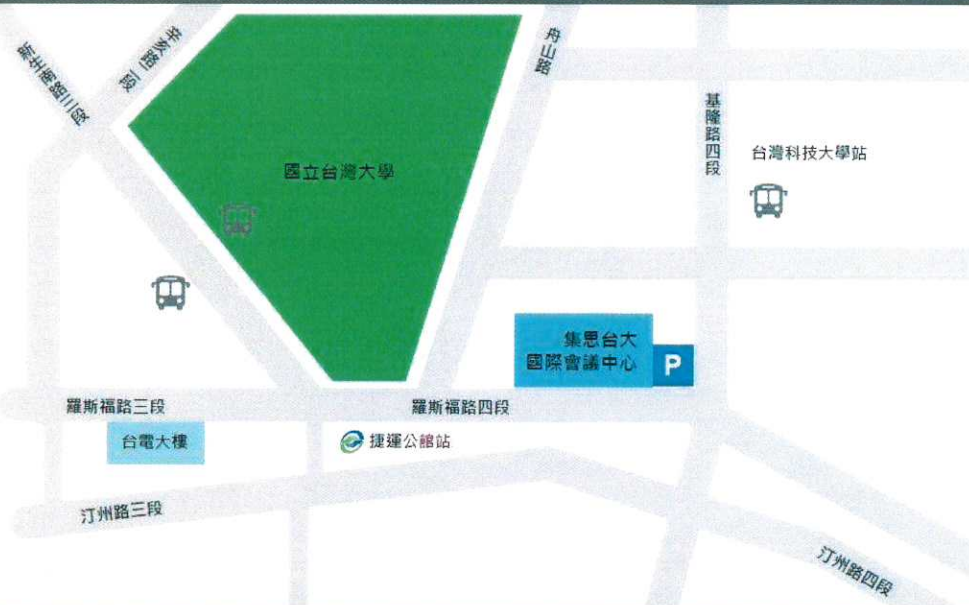 新生南路三段
辛亥路二段
舟山路
基隆路四段
台灣科技大學站
國立台灣大學
集思台大
國際會議中心
P
羅斯福路三段
羅斯福路四段
台電大樓
捷運公館站
汀州路三段
汀州路四段